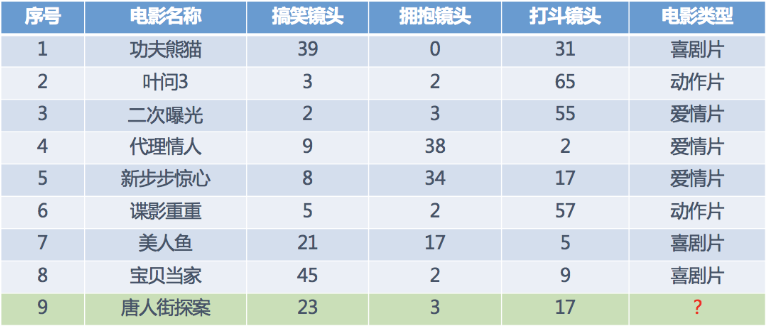 序号 电影名称 搞笑镜头 拥抱镜头 打斗镜头 电影类型
1 功夫熊猫 39 0 31 喜剧片
2 叶问3 3 2 65 动作片
3 二次曝光 2 3 55 爱情片
4 代理情人 9 38 2 爱情片
5 新步步惊心 8 34 17 爱情片
6 谍影重重 5 2 57 动作片
7 美人鱼 21 17 5 喜剧片
8 宝贝当家 45 2 9 喜剧片
9 唐人街探案 23 3 17 ?